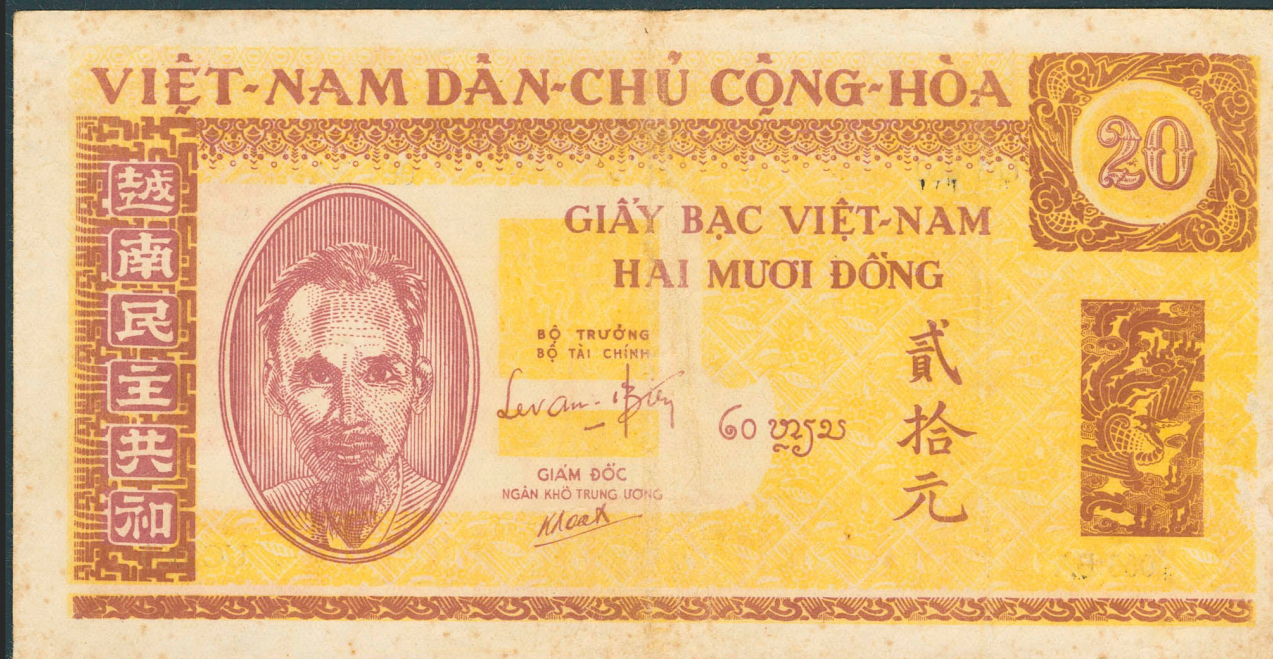 VIỆT-NAM DÂN-CHỦ CỘNG-HÒA
20
越南民主共和
GIẤY BẠC VIỆT-NAM
HAI MƯƠI ĐỒNG
BỘ TRƯỞNG
BỘ TÀI CHÍNH
貳拾元
GIÁM ĐỐC
NGÂN KHỐ TRUNG ƯƠNG